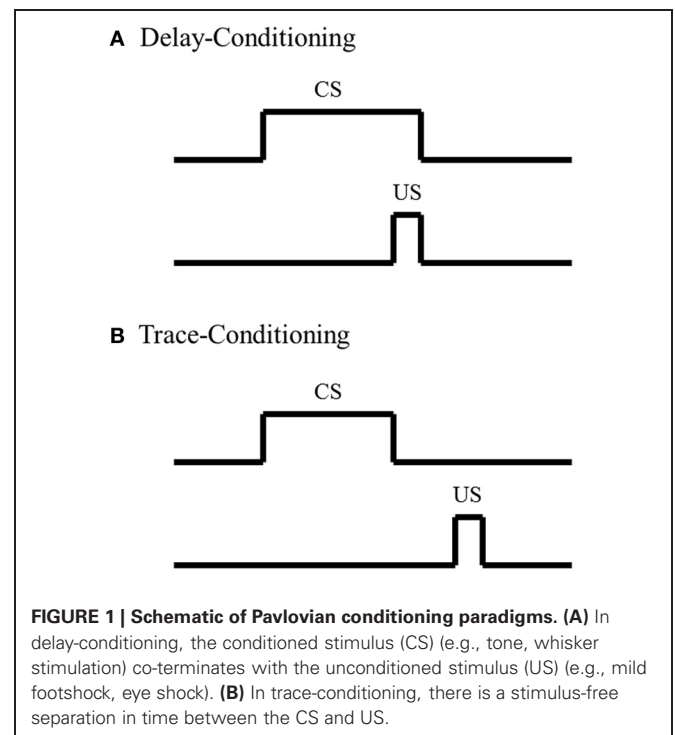 A Delay-Conditioning
CS
US
B Trace-Conditioning
CS
US
FIGURE 1 | Schematic of Pavlovian conditioning paradigms. (A) In
delay-conditioning, the conditioned stimulus (CS) (e.g., tone, whisker
stimulation) co-terminates with the unconditioned stimulus (US) (e.g., mild
footshock, eye shock). (B) In trace-conditioning, there is a stimulus-free
separation in time between the CS and US.